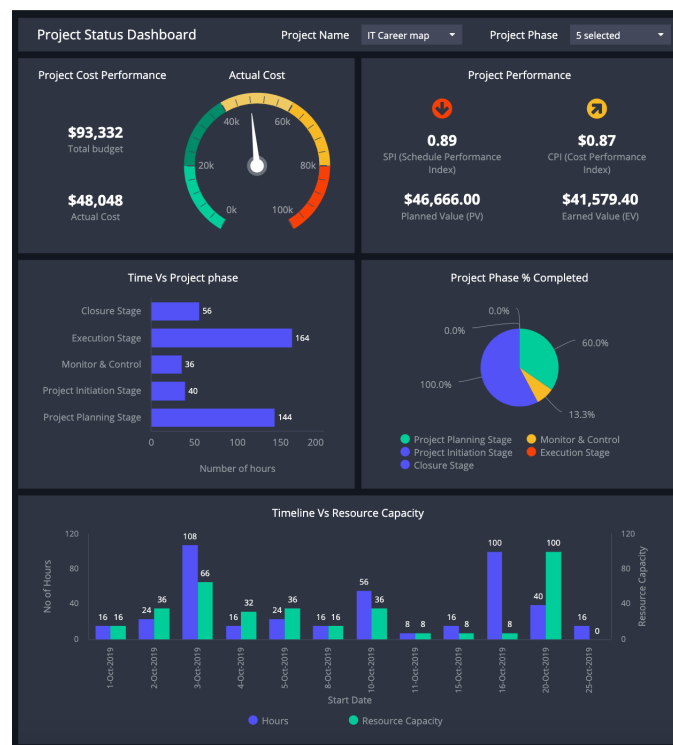 Project Status Dashboard
Project Name
IT Career map
Project Phase
5 selected
Project Cost Performance
$93,332
Total budget
$48,048
Actual Cost
Actual Cost
0k
20k
40k
60k
80k
100k
Project Performance
0.89
SPI (Schedule Performance
Index)
$0.87
CPI (Cost Performance
Index)
$46,666.00
Planned Value (PV)
$41,579.40
Earned Value (EV)
Time Vs Project phase
Closure Stage
56
Execution Stage
164
Monitor & Control
36
Project Initiation Stage
40
Project Planning Stage
144
0 50 100 150 200
Number of hours
Project Phase % Completed
0.0%
0.0%
60.0%
100.0%
13.3%
Project Planning Stage
Monitor & Control
Project Initiation Stage
Execution Stage
Closure Stage
Timeline Vs Resource Capacity
No of Hours
120
80
40
0
16 16
24 36
108 66
16 32
24 36
16 16
56 36
8 8
16 8
100 8
40 100
16 0
120
80
40
0
Resource Capacity
1-Oct-2019
2-Oct-2019
3-Oct-2019
4-Oct-2019
5-Oct-2019
8-Oct-2019
10-Oct-2019
11-Oct-2019
15-Oct-2019
16-Oct-2019
20-Oct-2019
25-Oct-2019
Start Date
Hours
Resource Capacity